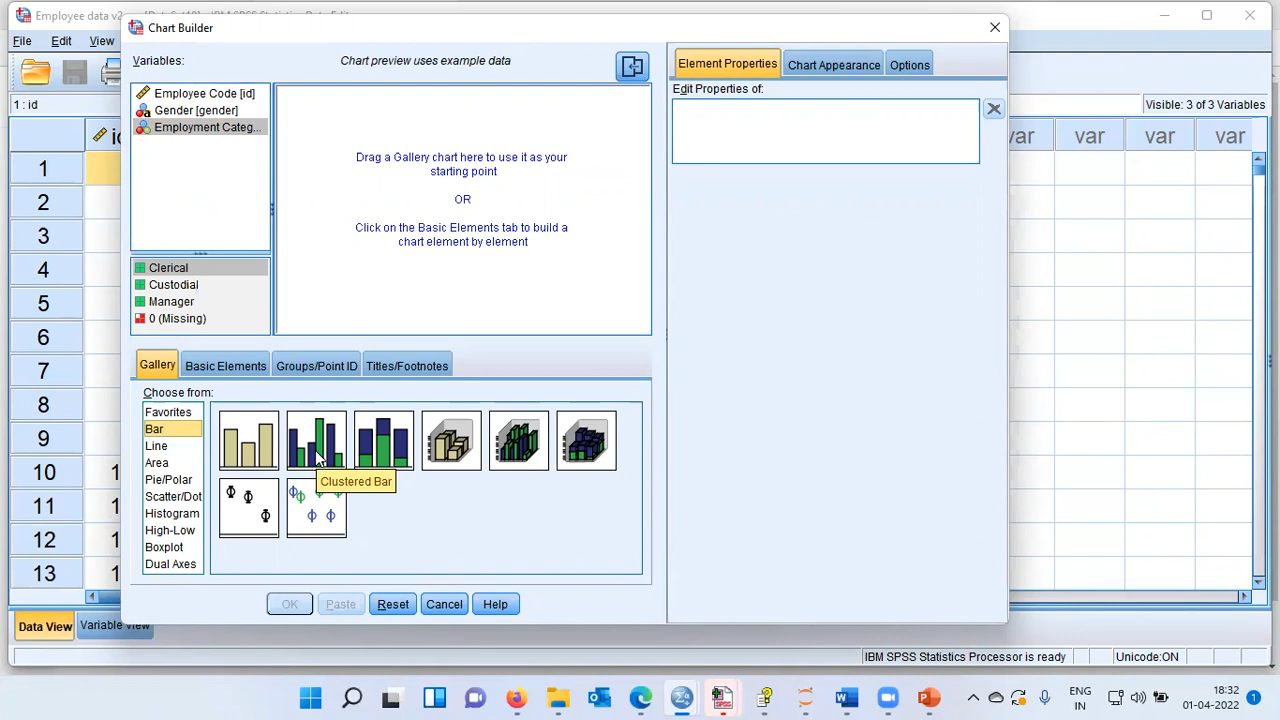 Employee data v2
Chart Builder
File Edit View
Variables:
Chart preview uses example data
Element Properties Chart Appearance Options
Edit Properties of:
Employee Code [id]
Gender [gender]
Employment Categ...
1 : id
Visible: 3 of 3 Variables
var var var var
Drag a Gallery chart here to use it as your
starting point
OR
Click on the Basic Elements tab to build a
chart element by element
1
2
3
4
5
6
7
8
9
10
11
12
13
Clerical
Custodial
Manager
0 (Missing)
Gallery Basic Elements Groups/Point ID Titles/Footnotes
Choose from:
Favorites
Bar
Line
Area
Pie/Polar
Scatter/Dot
Histogram
High-Low
Boxplot
Dual Axes
Clustered Bar
OK Paste Reset Cancel Help
Data View Variable View
IBM SPSS Statistics Processor is ready
Unicode:ON
SPSS
ENG
IN
18:32
01-04-2022
1